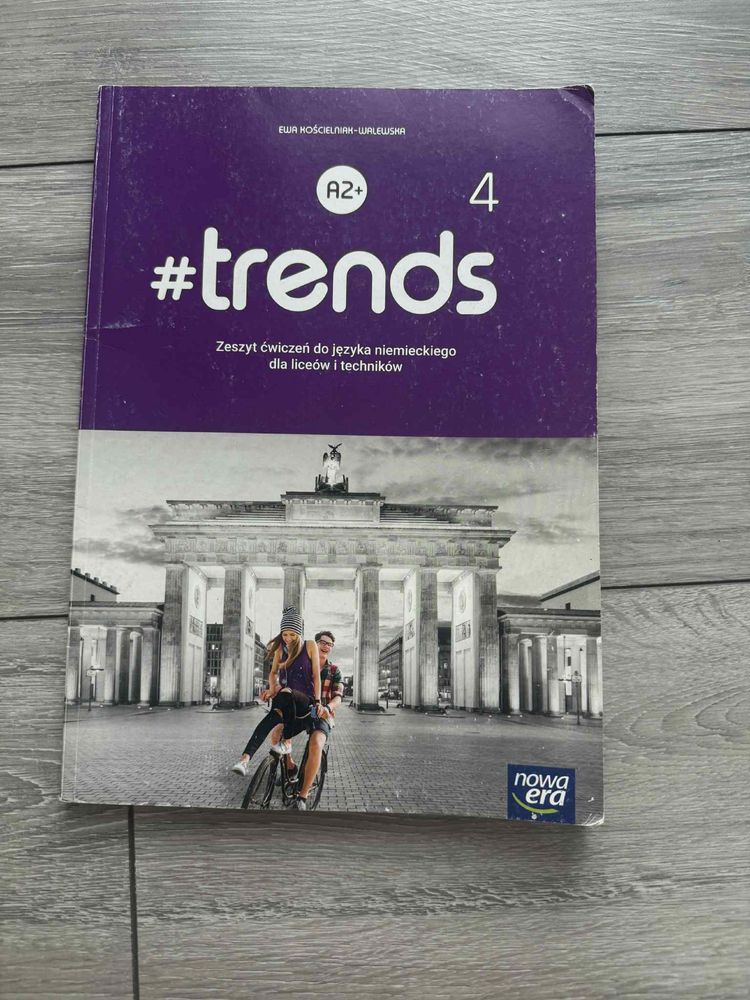 EWA KOŚCIELNIAK-WALEWSKA
A2+
4
#trends
Zeszyt ćwiczeń do języka niemieckiego
dla liceów i techników
nowa
era